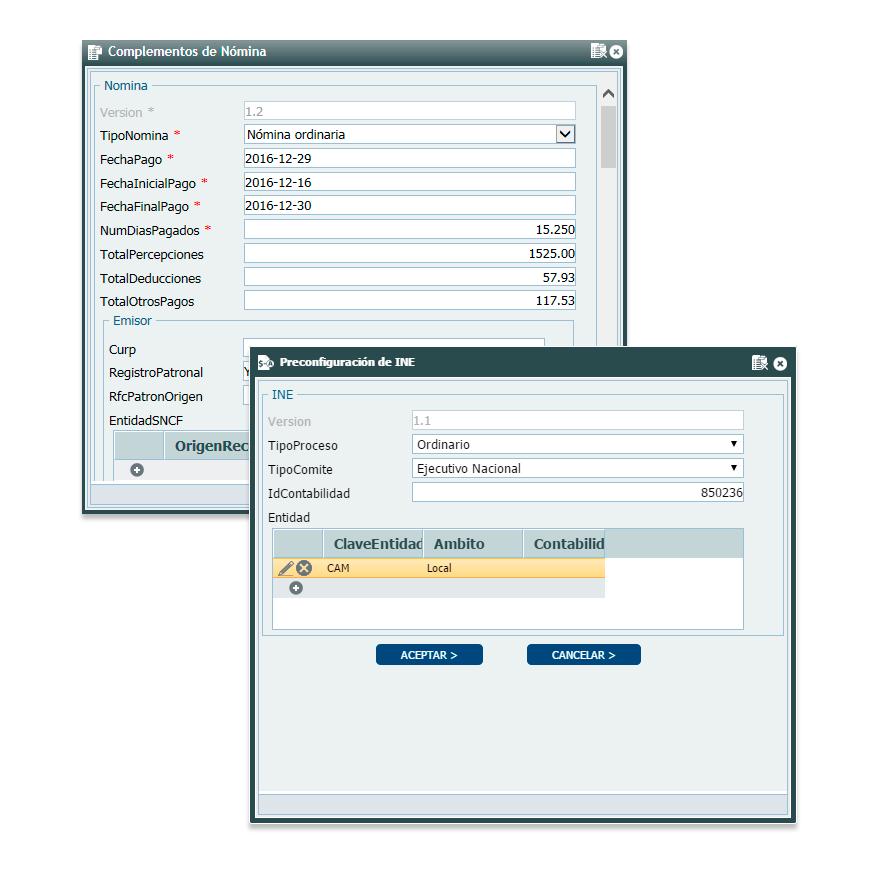 Complementos de Nómina
Nomina
Version * 1.2
TipoNomina * Nómina ordinaria
FechaPago * 2016-12-29
FechaInicialPago * 2016-12-16
FechaFinalPago * 2016-12-30
NumDiasPagados * 15.250
TotalPercepciones 1525.00
TotalDeducciones 57.93
TotalOtrosPagos 117.53
Emisor
Curp
RegistroPatronal
RfcPatronOrigen
EntidadSNCF
OrigenRec
Preconfiguración de INE
INE
Version 1.1
TipoProceso Ordinario
TipoComite Ejecutivo Nacional
IdContabilidad 850236
Entidad
ClaveEntidad Ambito Contabilid
CAM Local
ACEPTAR > CANCELAR >